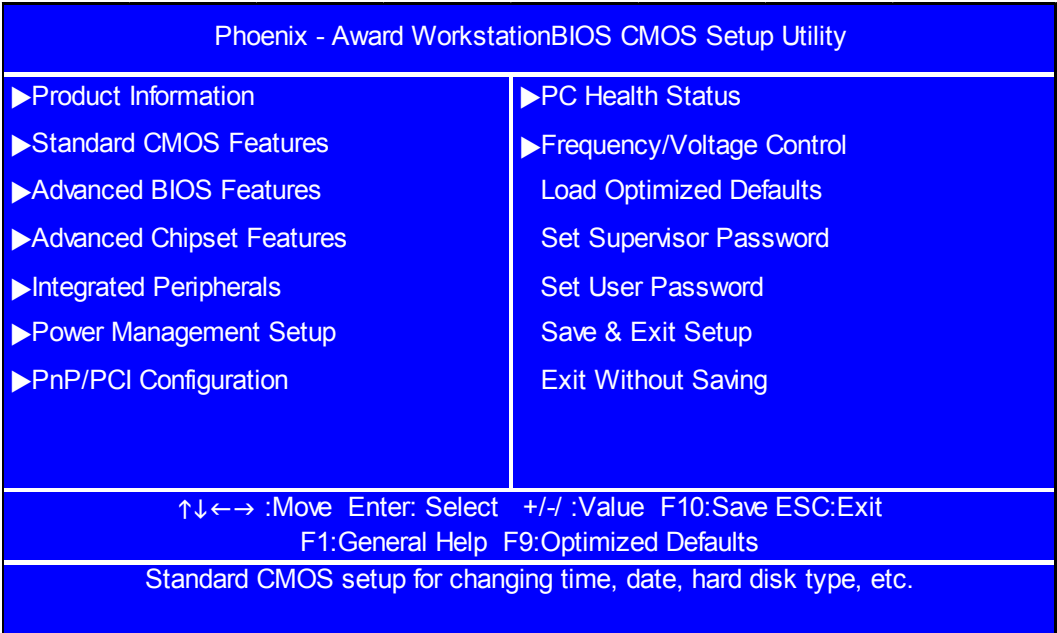 Phoenix - Award WorkstationBIOS CMOS Setup Utility
▶Product Information
▶Standard CMOS Features
▶Advanced BIOS Features
▶Advanced Chipset Features
▶Integrated Peripherals
▶Power Management Setup
▶PnP/PCI Configuration
▶PC Health Status
▶Frequency/Voltage Control
Load Optimized Defaults
Set Supervisor Password
Set User Password
Save & Exit Setup
Exit Without Saving
↑↓←→ :Move Enter: Select +/-/ :Value F10:Save ESC:Exit
F1:General Help F9:Optimized Defaults
Standard CMOS setup for changing time, date, hard disk type, etc.